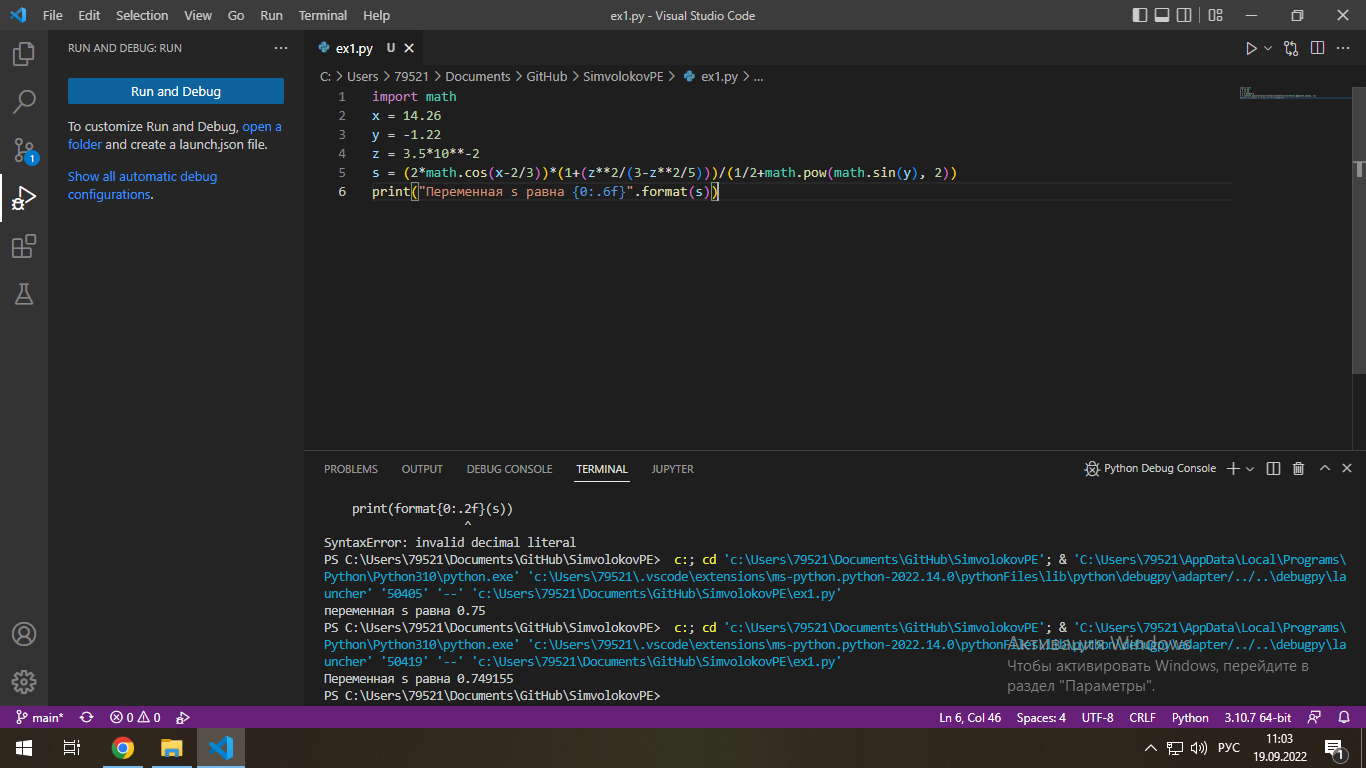 File Edit Selection View Go Run Terminal Help
ex1.py - Visual Studio Code
RUN AND DEBUG: RUN
Run and Debug
To customize Run and Debug, open a
folder and create a launch.json file.
Show all automatic debug
configurations.
ex1.py U
C: > Users > 79521 > Documents > GitHub > SimvolokovPE > ex1.py > ...
1 import math
2 x = 14.26
3 y = -1.22
4 z = 3.5*10**-2
5 s = (2*math.cos(x-2/3))*(1+(z**2/(3-z**2/5)))/(1/2+math.pow(math.sin(y), 2))
6 print("Переменная s равна {0:.6f}".format(s))
PROBLEMS OUTPUT DEBUG CONSOLE TERMINAL JUPYTER
Python Debug Console
print(format{0:.2f}(s))
^
SyntaxError: invalid decimal literal
PS C:\Users\79521\Documents\GitHub\SimvolokovPE> c:; cd 'c:\Users\79521\Documents\GitHub\SimvolokovPE'; & 'C:\Users\79521\AppData\Local\Programs\
Python\Python310\python.exe' 'c:\Users\79521\.vscode\extensions\ms-python.python-2022.14.0\pythonFiles\lib\python\debugpy\adapter/../..\debugpy\la
uncher' '50405' '--' 'c:\Users\79521\Documents\GitHub\SimvolokovPE\ex1.py'
переменная s равна 0.75
PS C:\Users\79521\Documents\GitHub\SimvolokovPE> c:; cd 'c:\Users\79521\Documents\GitHub\SimvolokovPE'; & 'C:\Users\79521\AppData\Local\Programs\
Python\Python310\python.exe' 'c:\Users\79521\.vscode\extensions\ms-python.python-2022.14.0\pythonFiles\lib\python\debugpy\adapter/../..\debugpy\la
uncher' '50419' '--' 'c:\Users\79521\Documents\GitHub\SimvolokovPE\ex1.py'
Переменная s равна 0.749155
PS C:\Users\79521\Documents\GitHub\SimvolokovPE>
Активация Windows
Чтобы активировать Windows, перейдите в
раздел "Параметры".
1
main* 0 0
Ln 6, Col 46 Spaces: 4 UTF-8 CRLF Python 3.10.7 64-bit
РУС
11:03
19.09.2022
1